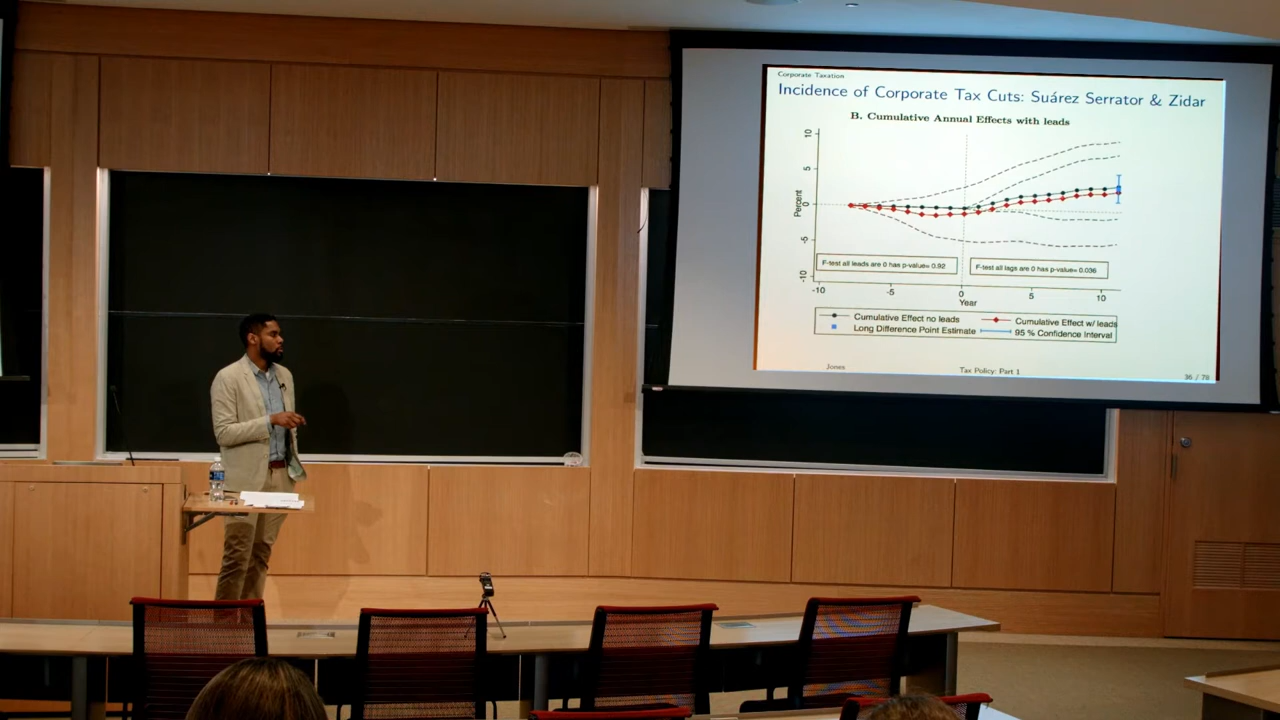 Corporate Taxation
Incidence of Corporate Tax Cuts: Suárez Serrator & Zidar
B. Cumulative Annual Effects with leads
10
5
0
-5
-10
Percent
F-test all leads are 0 has p-value= 0.92
F-test all lags are 0 has p-value= 0.036
-10 -5 0 5 10
Year
Cumulative Effect no leads Cumulative Effect w/ leads
Long Difference Point Estimate 95 % Confidence Interval
Jones Tax Policy: Part 1 36 / 79